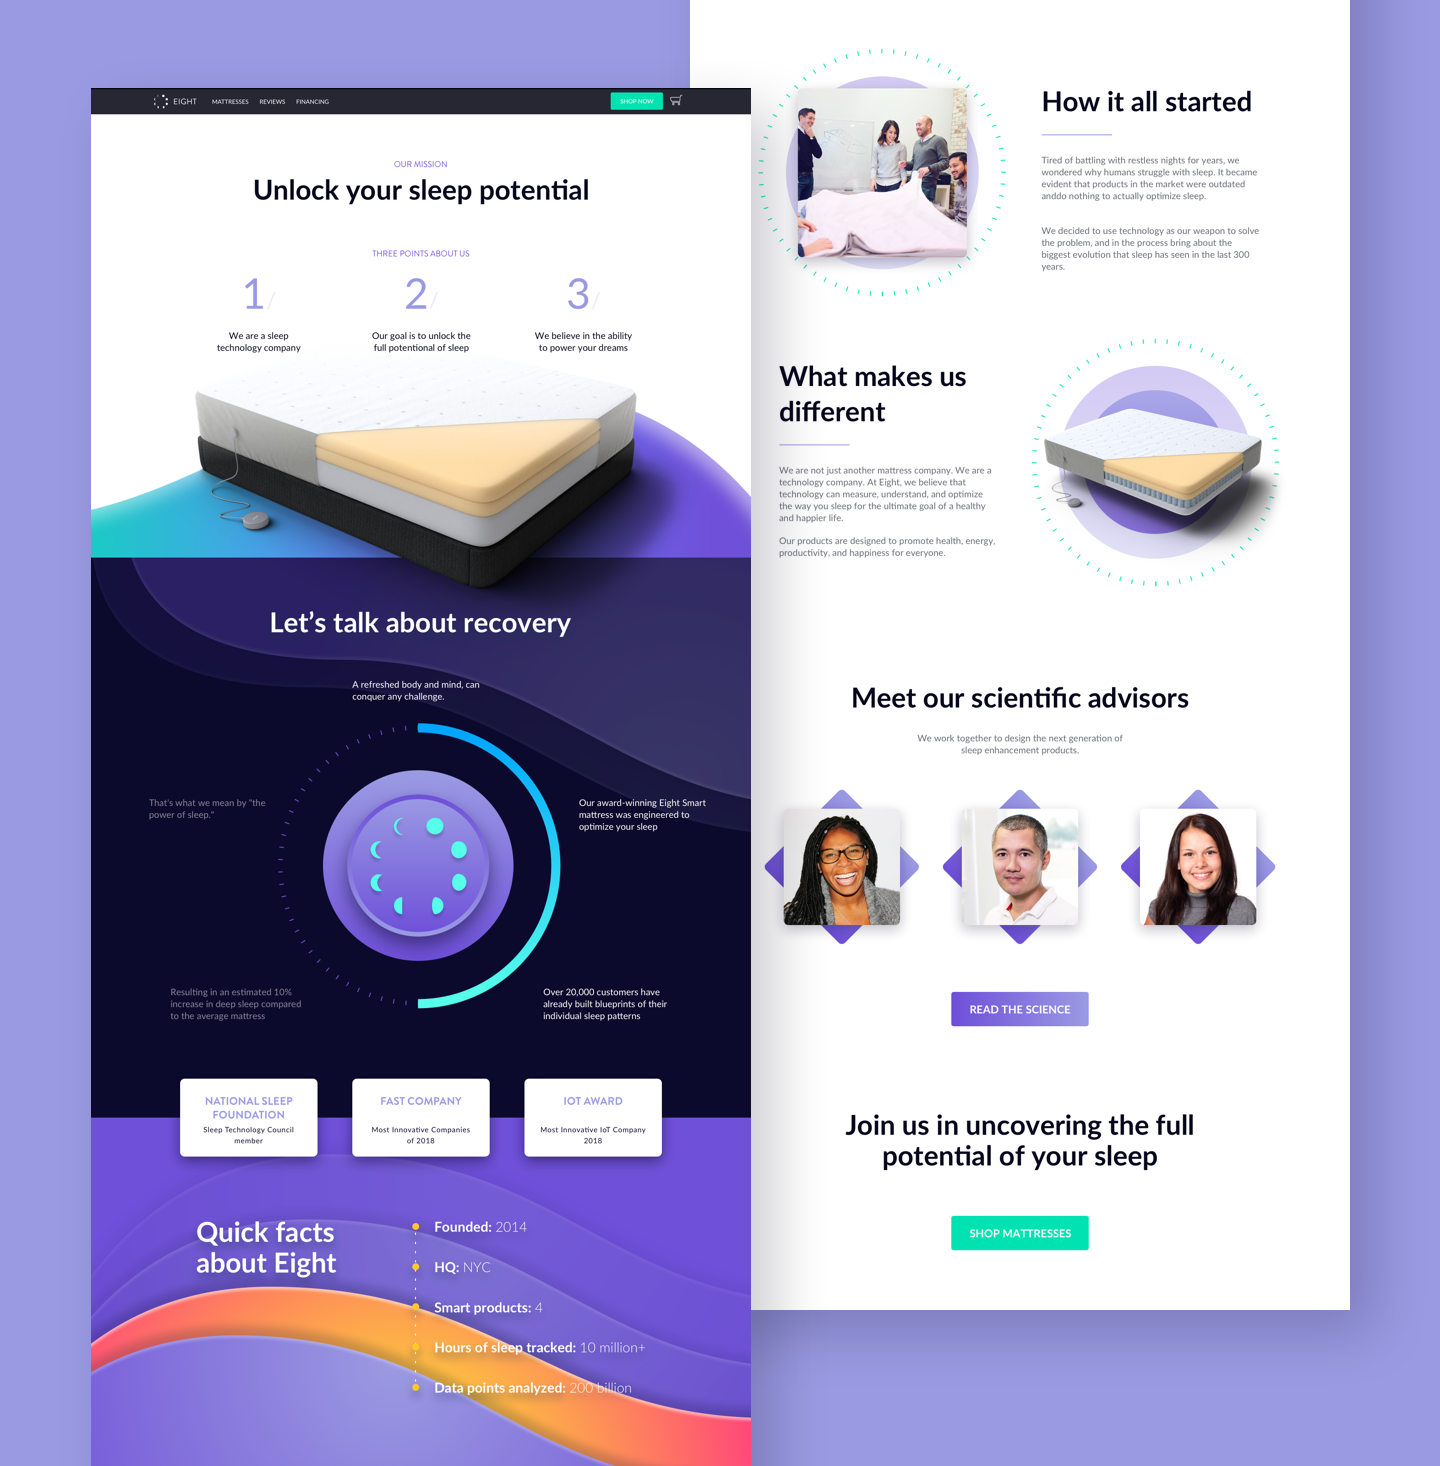 EIGHT MATTRESSES REVIEWS FINANCING SHOP NOW
OUR MISSION
Unlock your sleep potential
THREE POINTS ABOUT US
1/
We are a sleep
technology company
2/
Our goal is to unlock the
full potentional of sleep
3/
We believe in the ability
to power your dreams
Let’s talk about recovery
A refreshed body and mind, can
conquer any challenge.
That's what we mean by "the
power of sleep."
Our award-winning Eight Smart
mattress was engineered to
optimize your sleep
Resulting in an estimated 10%
increase in deep sleep compared
to the average mattress
Over 20,000 customers have
already built blueprints of their
individual sleep patterns
NATIONAL SLEEP
FOUNDATION
Sleep Technology Council
member
FAST COMPANY
Most Innovative Companies
of 2018
IOT AWARD
Most Innovative IoT Company
2018
Quick facts
about Eight
Founded: 2014
HQ: NYC
Smart products: 4
Hours of sleep tracked: 10 million+
Data points analyzed: 200 billion
How it all started
Tired of battling with restless nights for years, we
wondered why humans struggle with sleep. It became
evident that products in the market were outdated
anddo nothing to actually optimize sleep.
We decided to use technology as our weapon to solve
the problem, and in the process bring about the
biggest evolution that sleep has seen in the last 300
years.
What makes us
different
We are not just another mattress company. We are a
technology company. At Eight, we believe that
technology can measure, understand, and optimize
the way you sleep for the ultimate goal of a healthy
and happier life.
Our products are designed to promote health, energy,
productivity, and happiness for everyone.
Meet our scientific advisors
We work together to design the next generation of
sleep enhancement products.
READ THE SCIENCE
Join us in uncovering the full
potential of your sleep
SHOP MATTRESSES